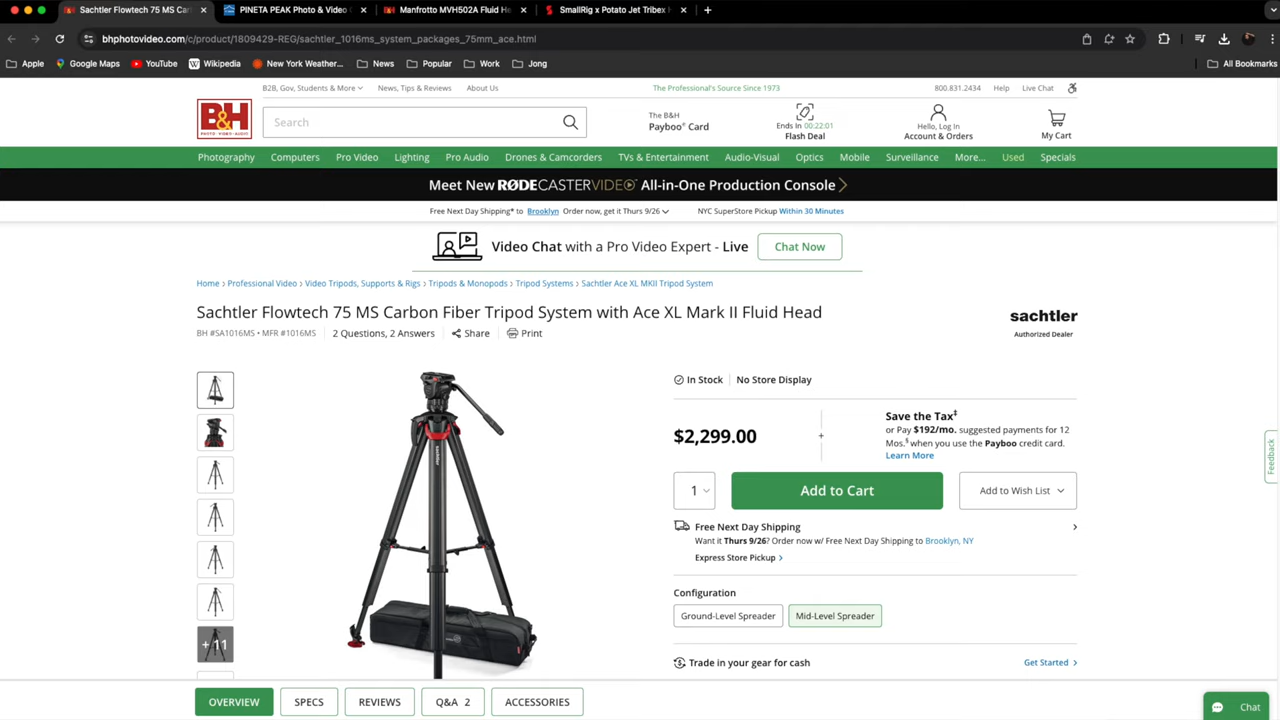 Sachtler Flowtech 75 MS Car
PINETA PEAK Photo & Video
Manfrotto MVH502A Fluid He
SmallRig x Potato Jet Tribex
bhphotovideo.com/c/product/1809429-REG/sachtler_1016ms_system_packages_75mm_ace.html
Apple
Google Maps
YouTube
Wikipedia
New York Weather...
News
Popular
Work
Jong
All Bookmarks
B2B, Gov, Students & More
News, Tips & Reviews
About Us
The Professional's Source Since 1973
800.831.2434
Help
Live Chat
B&H
PHOTO · VIDEO · AUDIO
Search
The B&H
Payboo® Card
Ends In 00:22:01
Flash Deal
Hello, Log In
Account & Orders
My Cart
Photography
Computers
Pro Video
Lighting
Pro Audio
Drones & Camcorders
TVs & Entertainment
Audio-Visual
Optics
Mobile
Surveillance
More...
Used
Specials
Meet New RØDECASTER VIDEO All-in-One Production Console
Free Next Day Shipping* to Brooklyn Order now, get it Thurs 9/26
NYC SuperStore Pickup Within 30 Minutes
Video Chat with a Pro Video Expert - Live
Chat Now
Home › Professional Video › Video Tripods, Supports & Rigs › Tripods & Monopods › Tripod Systems › Sachtler Ace XL MKII Tripod System
Sachtler Flowtech 75 MS Carbon Fiber Tripod System with Ace XL Mark II Fluid Head
BH #SA1016MS • MFR #1016MS
2 Questions, 2 Answers
Share
Print
sachtler
Authorized Dealer
In Stock
No Store Display
$2,299.00
+
Save the Tax‡
or Pay $192/mo. suggested payments for 12
Mos.§ when you use the Payboo credit card.
Learn More
1
Add to Cart
Add to Wish List
Free Next Day Shipping
Want it Thurs 9/26? Order now w/ Free Next Day Shipping to Brooklyn, NY
Express Store Pickup
Configuration
Ground-Level Spreader
Mid-Level Spreader
+ 11
Trade in your gear for cash
Get Started
Feedback
OVERVIEW
SPECS
REVIEWS
Q&A 2
ACCESSORIES
Chat